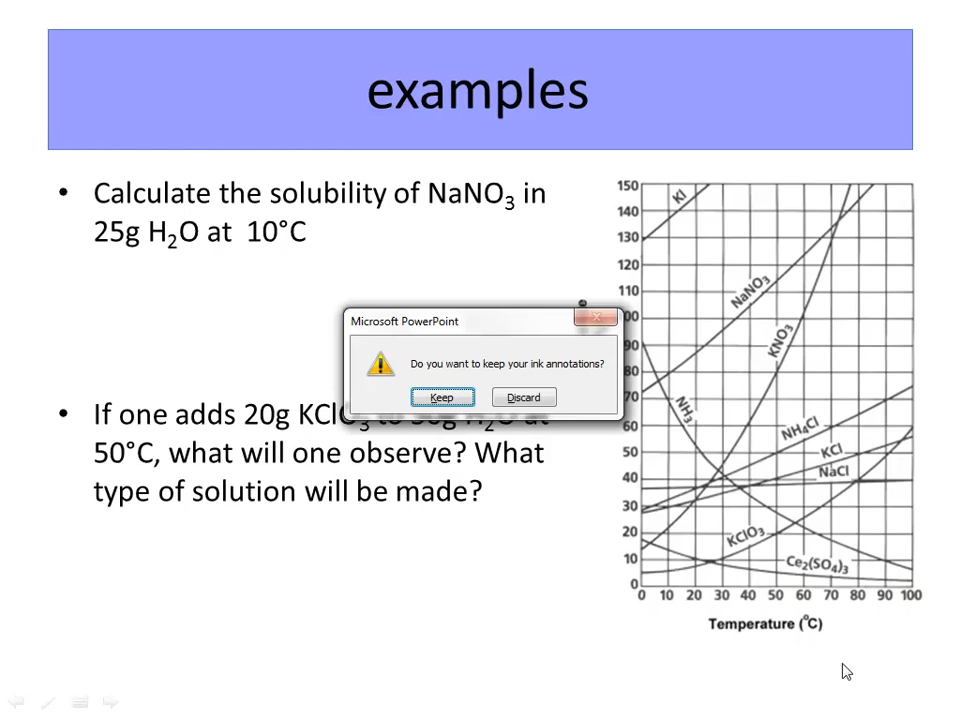 examples
• Calculate the solubility of NaNO₃ in
25g H₂O at 10°C
Microsoft PowerPoint
Do you want to keep your ink annotations?
Keep
Discard
• If one adds 20g KClO₃ to H₂O at
50°C, what will one observe? What
type of solution will be made?
150
140
130
120
110
00
90
80
70
60
50
40
30
20
10
0
KI
NaNO₃
KNO₃
NH₃
NH₄Cl
KCl
NaCl
KClO₃
Ce₂(SO₄)₃
0 10 20 30 40 50 60 70 80 90 100
Temperature (°C)